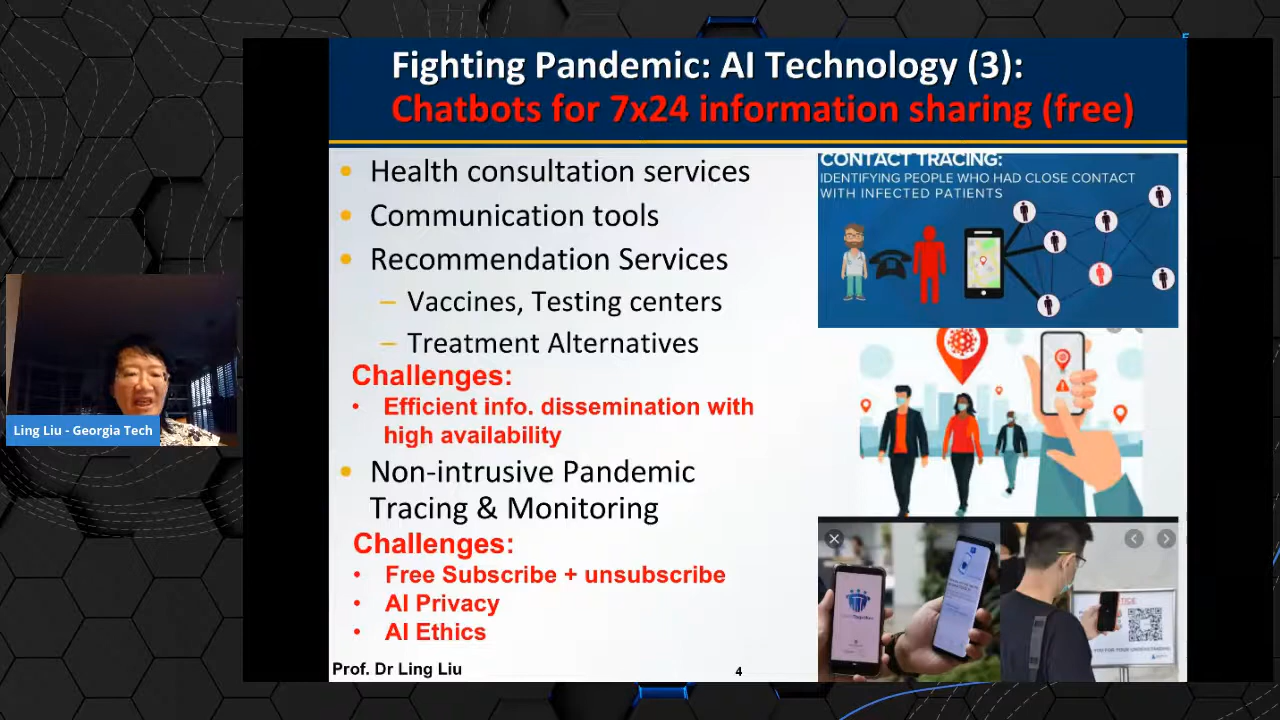 Fighting Pandemic: AI Technology (3):
Chatbots for 7x24 information sharing (free)
• Health consultation services
• Communication tools
• Recommendation Services
– Vaccines, Testing centers
– Treatment Alternatives
Challenges:
• Efficient info. dissemination with
high availability
• Non-intrusive Pandemic
Tracing & Monitoring
Challenges:
• Free Subscribe + unsubscribe
• AI Privacy
• AI Ethics
Prof. Dr Ling Liu
4
CONTACT TRACING:
IDENTIFYING PEOPLE WHO HAD CLOSE CONTACT
WITH INFECTED PATIENTS
Ling Liu - Georgia Tech